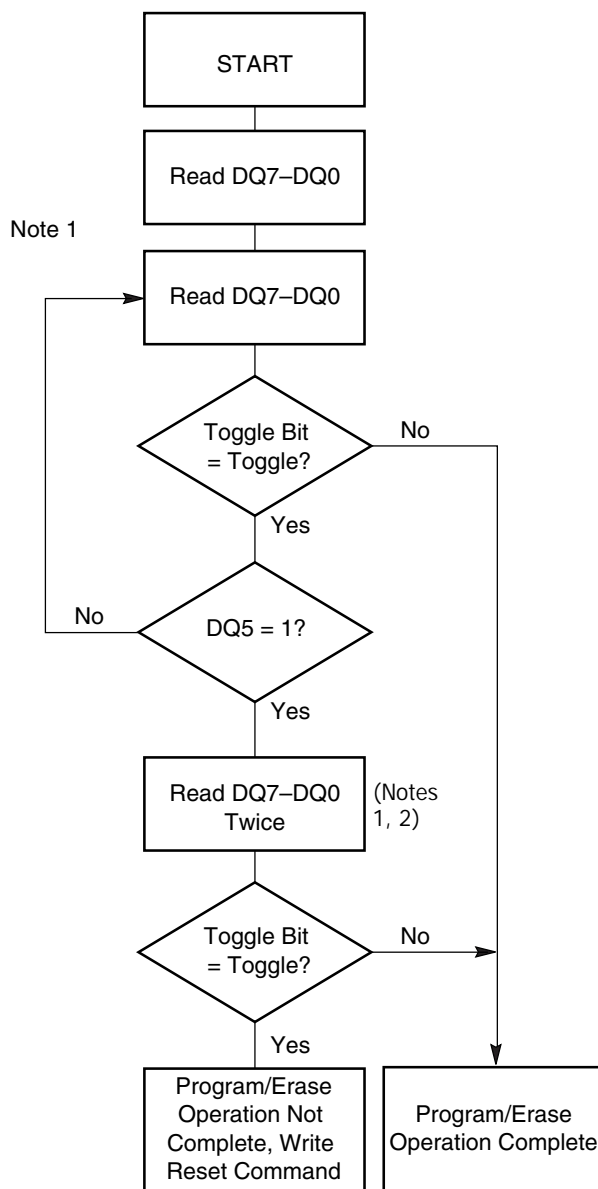 START
Read DQ7–DQ0
Note 1
Read DQ7–DQ0
Toggle Bit
= Toggle?
No
Yes
No
DQ5 = 1?
Yes
Read DQ7–DQ0
Twice
(Notes
1, 2)
Toggle Bit
= Toggle?
No
Yes
Program/Erase
Operation Not
Complete, Write
Reset Command
Program/Erase
Operation Complete